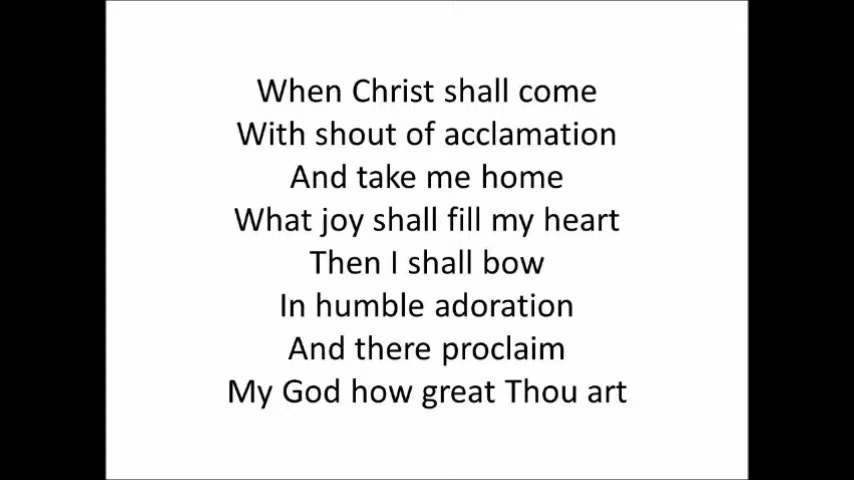 When Christ shall come
With shout of acclamation
And take me home
What joy shall fill my heart
Then I shall bow
In humble adoration
And there proclaim
My God how great Thou art